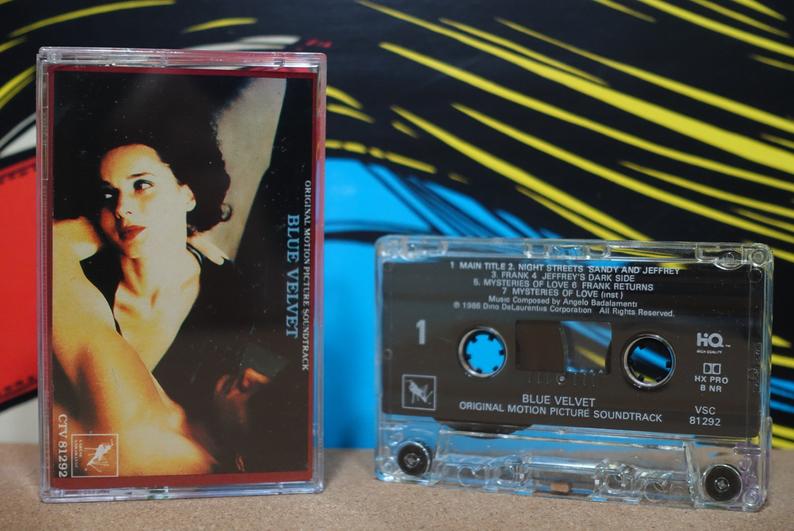 ORIGINAL MOTION PICTURE SOUNDTRACK
BLUE VELVET
CTV 81292
1 MAIN TITLE 2. NIGHT STREETS 'SANDY AND JEFFREY
3. FRANK 4 JEFFREY'S DARK SIDE
5. MYSTERIES OF LOVE 6 FRANK RETURNS
7 MYSTERIES OF LOVE (inst)
Music Composed by Angelo Badalamenti
℗ 1986 Dino DeLaurentiis Corporation All Rights Reserved.
1
HiQ
HIGH QUALITY
HX PRO
B NR
BLUE VELVET
ORIGINAL MOTION PICTURE SOUNDTRACK
VSC
81292